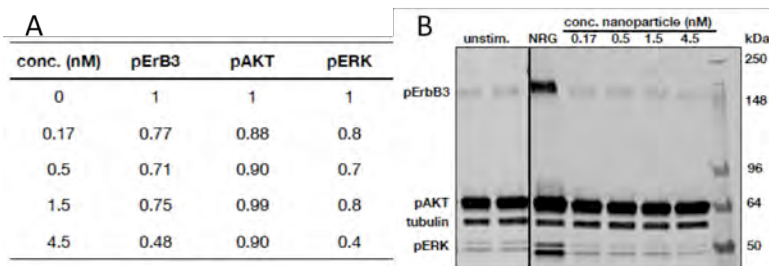 A
conc. (nM) pErB3 pAKT pERK
0 1 1 1
0.17 0.77 0.88 0.8
0.5 0.71 0.90 0.7
1.5 0.75 0.99 0.8
4.5 0.48 0.90 0.4
B
conc. nanoparticle (nM)
unstim. NRG 0.17 0.5 1.5 4.5 kDa
250
pErbB3
148
96
pAKT 64
tubulin
pERK 50